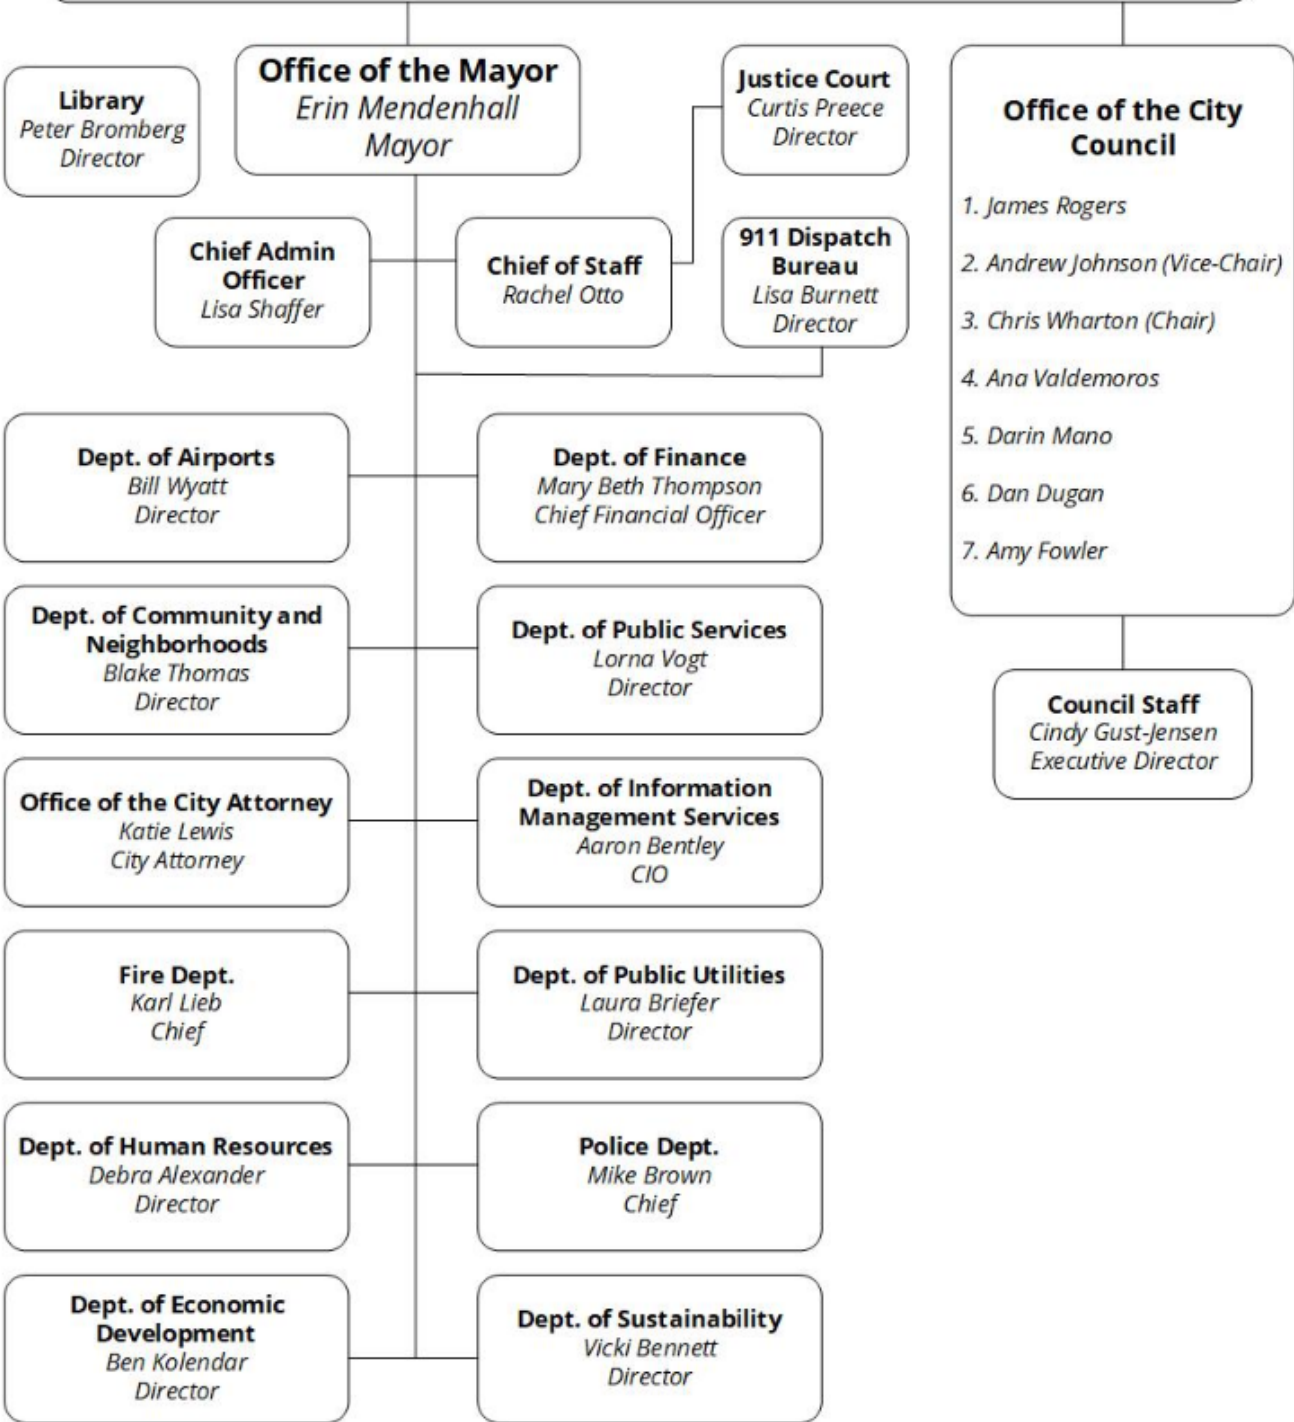 Library
Peter Bromberg
Director
Office of the Mayor
Erin Mendenhall
Mayor
Justice Court
Curtis Preece
Director
Office of the City
Council
1. James Rogers
2. Andrew Johnson (Vice-Chair)
3. Chris Wharton (Chair)
4. Ana Valdemoros
5. Darin Mano
6. Dan Dugan
7. Amy Fowler
Chief Admin
Officer
Lisa Shaffer
Chief of Staff
Rachel Otto
911 Dispatch
Bureau
Lisa Burnett
Director
Dept. of Airports
Bill Wyatt
Director
Dept. of Finance
Mary Beth Thompson
Chief Financial Officer
Dept. of Community and
Neighborhoods
Blake Thomas
Director
Dept. of Public Services
Lorna Vogt
Director
Council Staff
Cindy Gust-Jensen
Executive Director
Office of the City Attorney
Katie Lewis
City Attorney
Dept. of Information
Management Services
Aaron Bentley
CIO
Fire Dept.
Karl Lieb
Chief
Dept. of Public Utilities
Laura Briefer
Director
Dept. of Human Resources
Debra Alexander
Director
Police Dept.
Mike Brown
Chief
Dept. of Economic
Development
Ben Kolendar
Director
Dept. of Sustainability
Vicki Bennett
Director